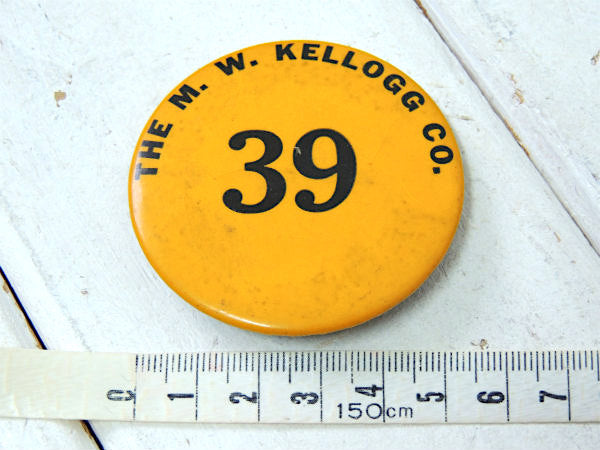 THE M. W. KELLOGG CO.
39
0 1 2 3 4 5 6 7
150cm